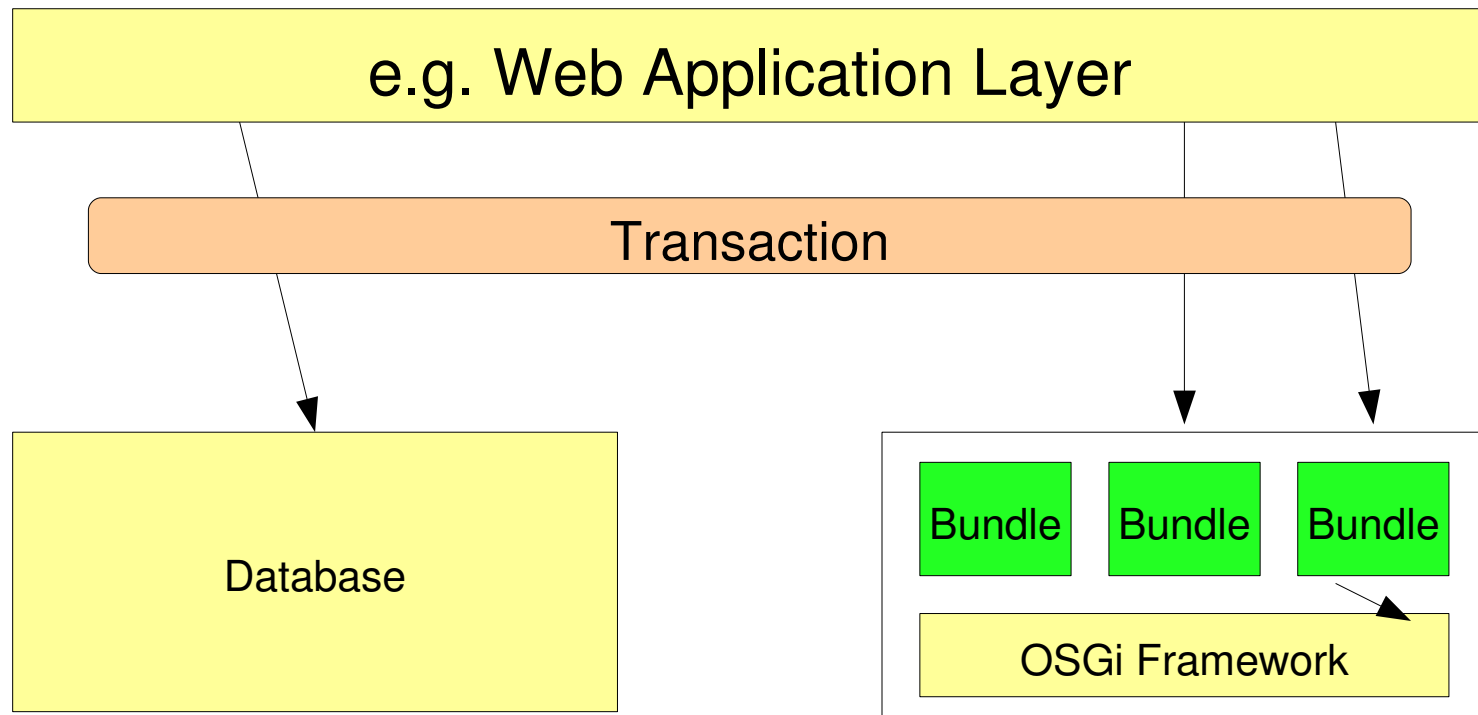 e.g. Web Application Layer
Transaction
Database
Bundle
Bundle
Bundle
OSGi Framework